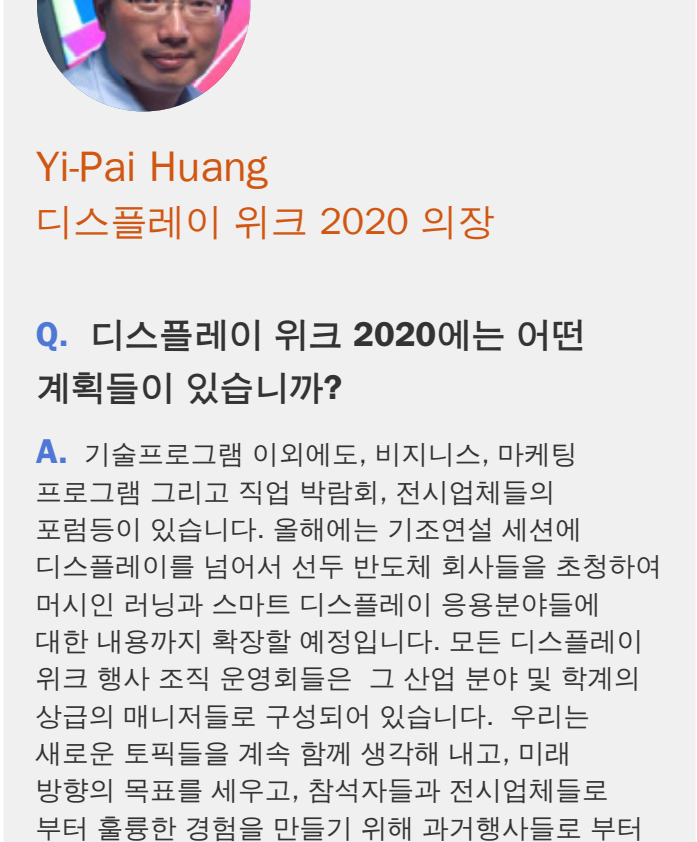 Yi-Pai Huang
디스플레이 위크 2020 의장
Q. 디스플레이 위크 2020에는 어떤
계획들이 있습니까?
A. 기술프로그램 이외에도, 비지니스, 마케팅
프로그램 그리고 직업 박람회, 전시업체들의
포럼등이 있습니다. 올해에는 기조연설 세션에
디스플레이를 넘어서 선두 반도체 회사들을 초청하여
머시인 러닝과 스마트 디스플레이 응용분야들에
대한 내용까지 확장할 예정입니다. 모든 디스플레이
위크 행사 조직 운영회들은 그 산업 분야 및 학계의
상급의 매니저들로 구성되어 있습니다. 우리는
새로운 토픽들을 계속 함께 생각해 내고, 미래
방향의 목표를 세우고, 참석자들과 전시업체들로
부터 훌륭한 경험을 만들기 위해 과거행사들로 부터